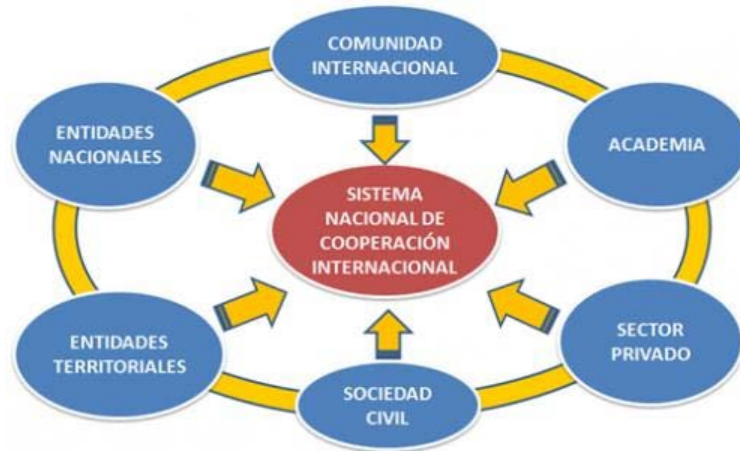 COMUNIDAD
INTERNACIONAL
ENTIDADES
NACIONALES
ACADEMIA
SISTEMA
NACIONAL DE
COOPERACIÓN
INTERNACIONAL
ENTIDADES
TERRITORIALES
SECTOR
PRIVADO
SOCIEDAD
CIVIL